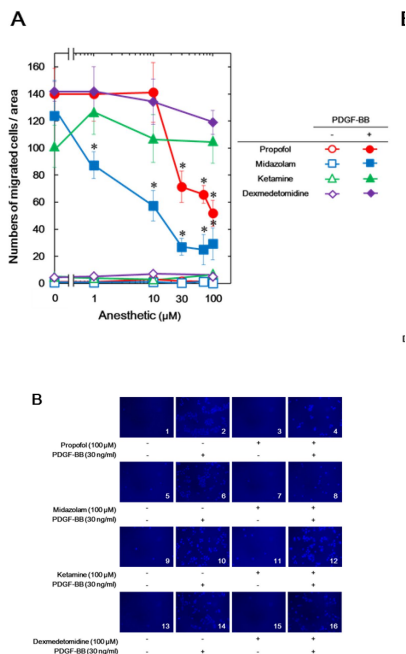 A
E
160
140
120
100
80
60
40
20
0
Numbers of migrated cells / area
* * * * * * * *
0 1 10 30 100
Anesthetic (μM)
PDGF-BB
- +
Propofol
Midazolam
Ketamine
Dexmedetomidine
B
1 2 3 4
Propofol (100 μM) - - + +
PDGF-BB (30 ng/ml) - + - +
5 6 7 8
Midazolam (100 μM) - - + +
PDGF-BB (30 ng/ml) - + - +
9 10 11 12
Ketamine (100 μM) - - + +
PDGF-BB (30 ng/ml) - + - +
13 14 15 16
Dexmedetomidine (100 μM) - - + +
PDGF-BB (30 ng/ml) - + - +